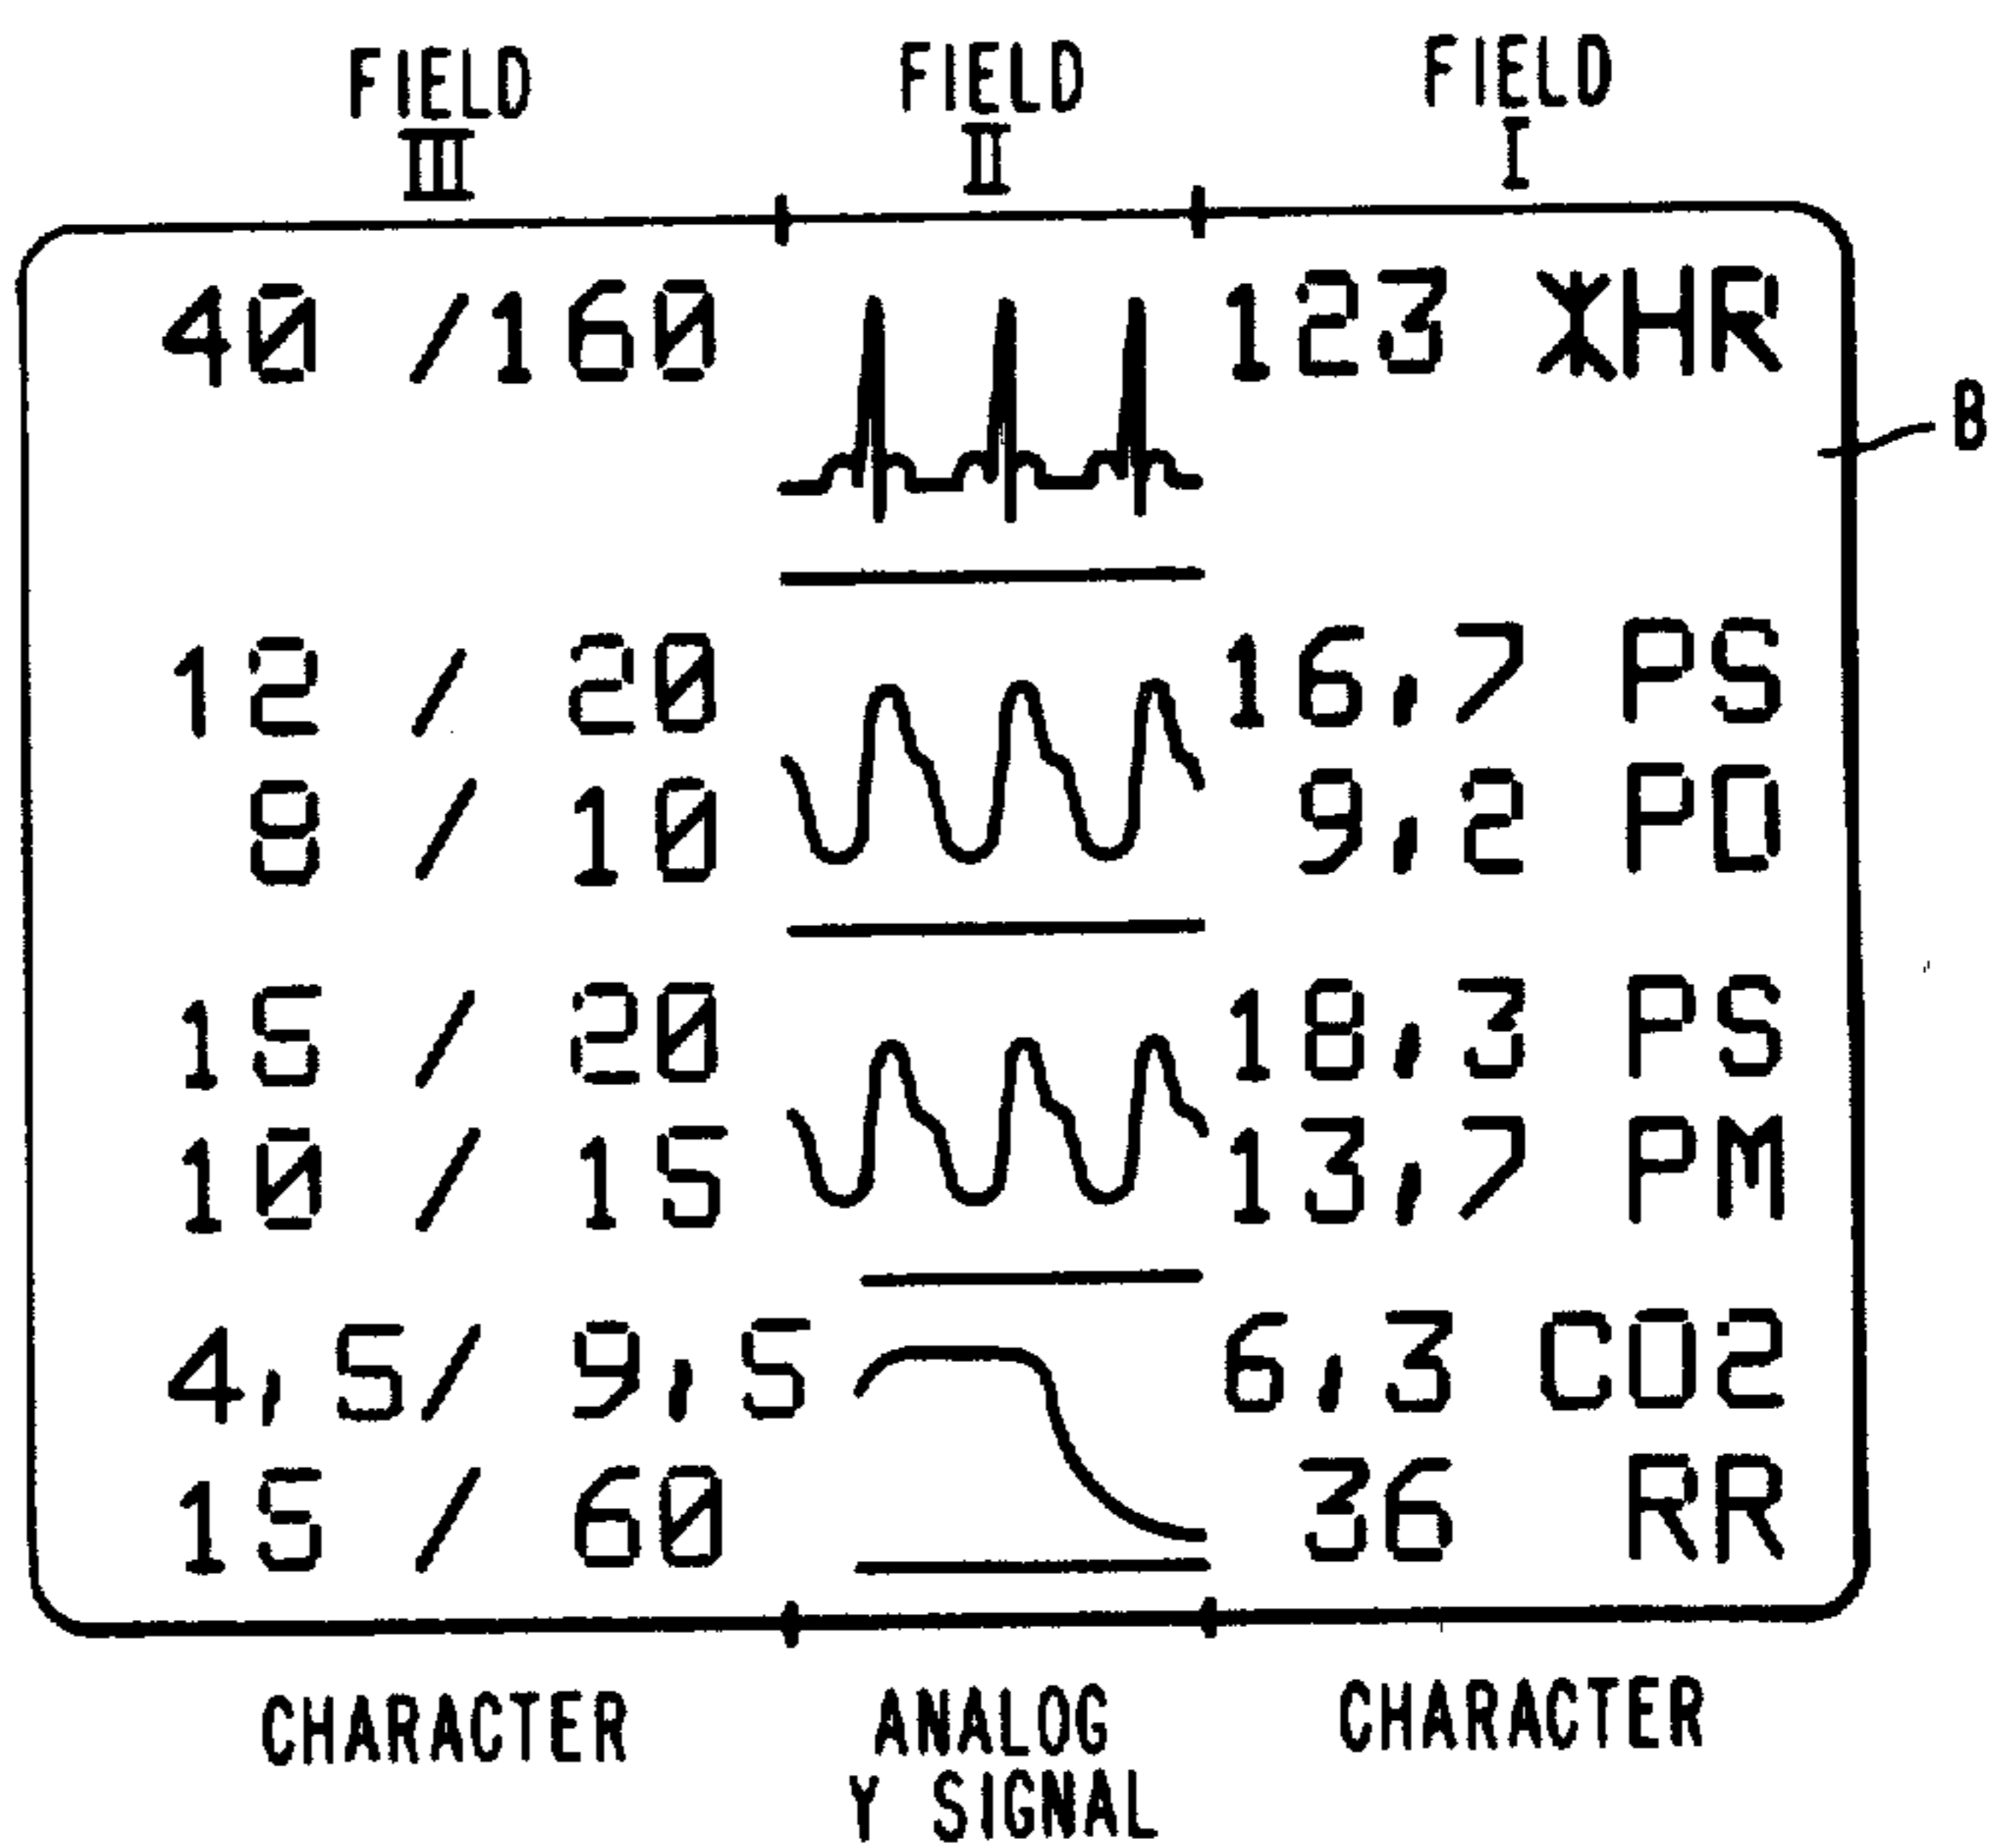 FIELD FIELD FIELD
III II I
40 /160 123 *HR
8
12 / 20 16,7 PS
8 / 10 9,2 PD
15 / 20 18,3 PS
10 / 15 13,7 PM
4,5/ 9,5 6,3 CO2
15 / 60 36 RR
CHARACTER ANALOG CHARACTER
Y SIGNAL